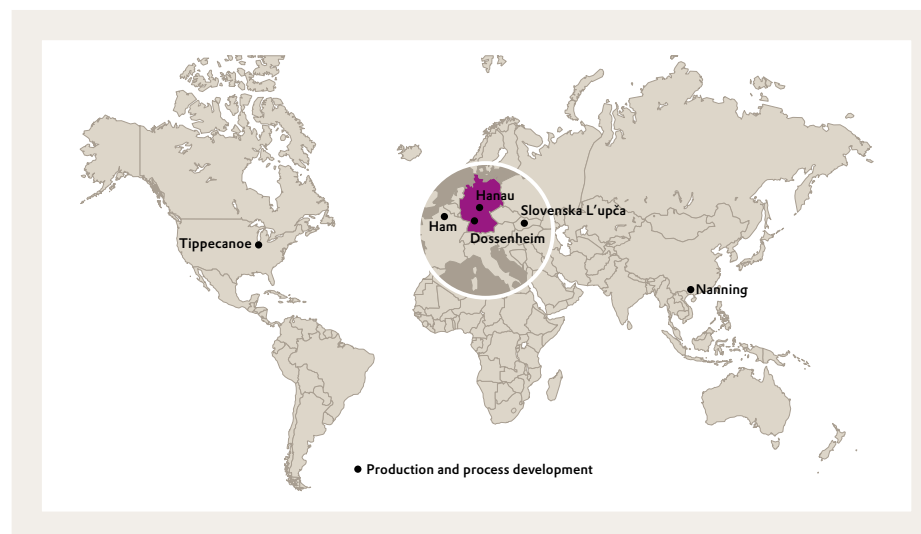 Hanau
Slovenska L’upča
Ham
Dossenheim
Tippecanoe
Nanning
Production and process development